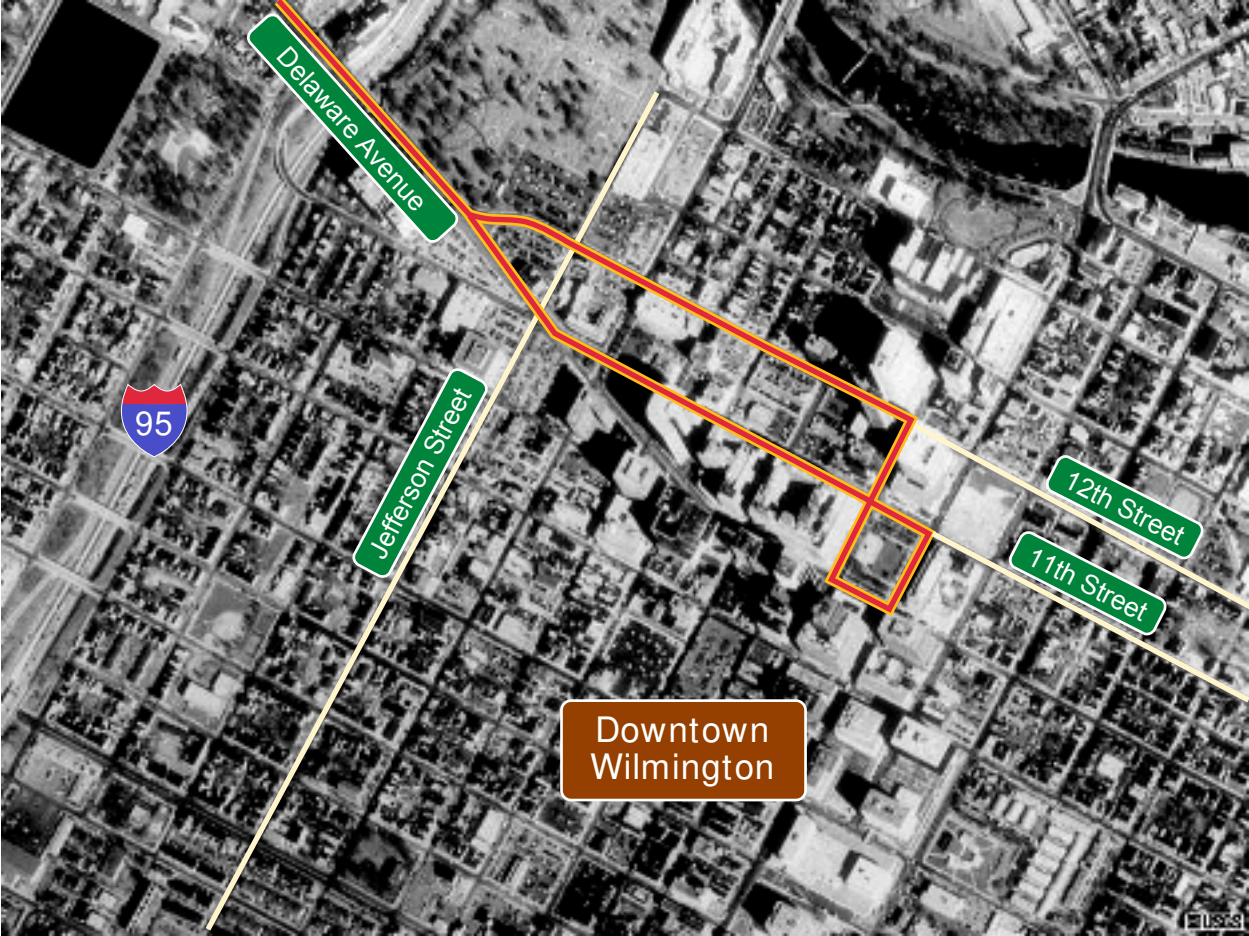 Delaware Avenue
95
Jefferson Street
12th Street
11th Street
Downtown
Wilmington
USGS